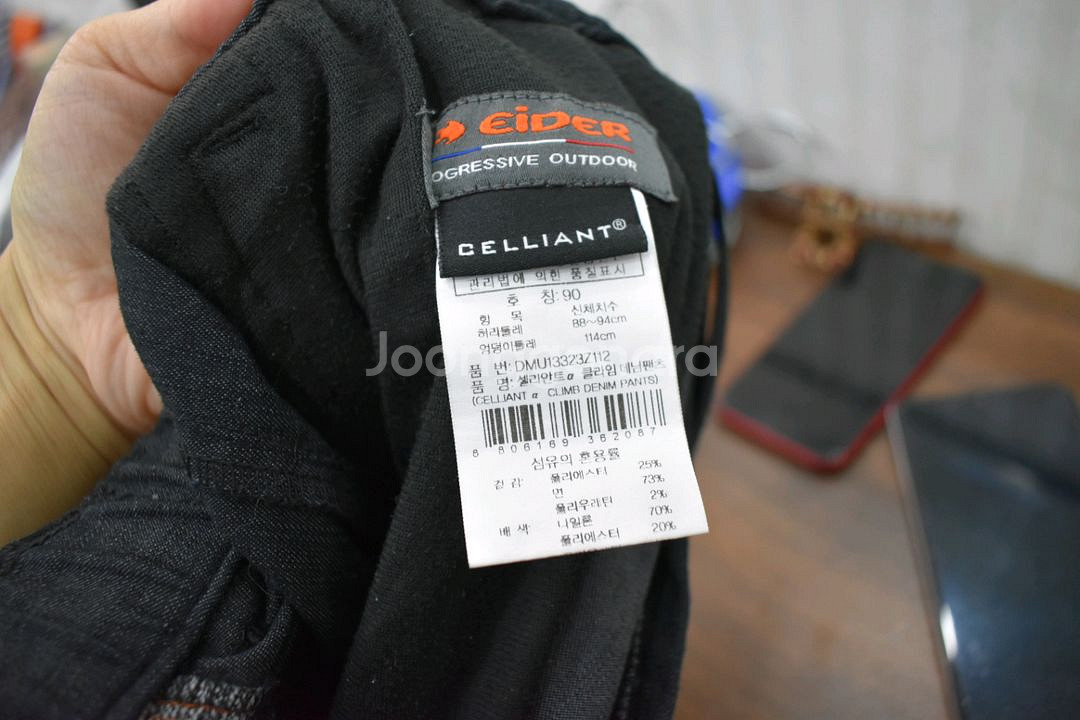 EiDER
OGRESSIVE OUTDOOR
CELLIANT®
관리법에 의한 품질표시
호 칭: 90
항 목 신체치수
허리둘레 88~94cm
엉덩이둘레 114cm
품 번: DMU13323Z112
품 명: 셀리안트α 클라임 데님팬츠
(CELLIANT α CLIMB DENIM PANTS)
8 806169 362087
섬유의 혼용률
겉 감: 폴리에스터 25%
면 73%
폴리우레탄 2%
배 색: 나일론 70%
폴리에스터 20%